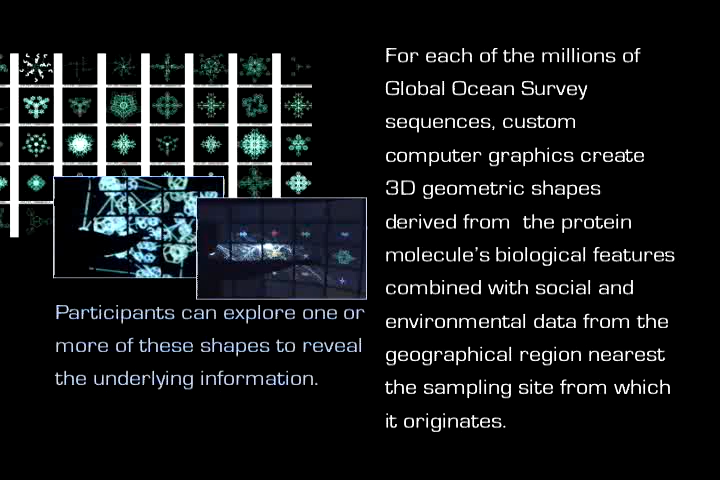 For each of the millions of
Global Ocean Survey
sequences, custom
computer graphics create
3D geometric shapes
derived from the protein
molecule's biological features
combined with social and
environmental data from the
geographical region nearest
the sampling site from which
it originates.
Participants can explore one or
more of these shapes to reveal
the underlying information.